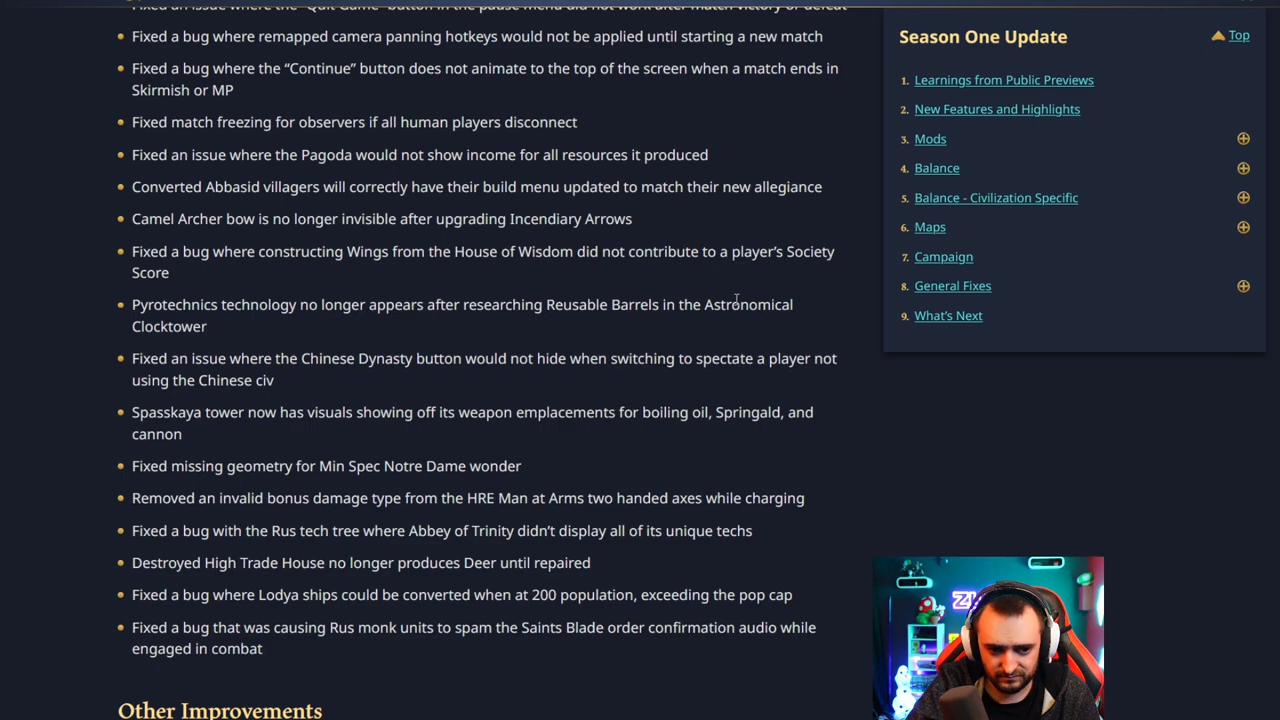 Fixed an issue where the "Quit Game" button in the pause menu did not work after match victory or defeat
Fixed a bug where remapped camera panning hotkeys would not be applied until starting a new match
Fixed a bug where the “Continue” button does not animate to the top of the screen when a match ends in
Skirmish or MP
Fixed match freezing for observers if all human players disconnect
Fixed an issue where the Pagoda would not show income for all resources it produced
Converted Abbasid villagers will correctly have their build menu updated to match their new allegiance
Camel Archer bow is no longer invisible after upgrading Incendiary Arrows
Fixed a bug where constructing Wings from the House of Wisdom did not contribute to a player’s Society
Score
Pyrotechnics technology no longer appears after researching Reusable Barrels in the Astronomical
Clocktower
Fixed an issue where the Chinese Dynasty button would not hide when switching to spectate a player not
using the Chinese civ
Spasskaya tower now has visuals showing off its weapon emplacements for boiling oil, Springald, and
cannon
Fixed missing geometry for Min Spec Notre Dame wonder
Removed an invalid bonus damage type from the HRE Man at Arms two handed axes while charging
Fixed a bug with the Rus tech tree where Abbey of Trinity didn’t display all of its unique techs
Destroyed High Trade House no longer produces Deer until repaired
Fixed a bug where Lodya ships could be converted when at 200 population, exceeding the pop cap
Fixed a bug that was causing Rus monk units to spam the Saints Blade order confirmation audio while
engaged in combat
Other Improvements
Season One Update
Top
1. Learnings from Public Previews
2. New Features and Highlights
3. Mods
4. Balance
5. Balance - Civilization Specific
6. Maps
7. Campaign
8. General Fixes
9. What’s Next